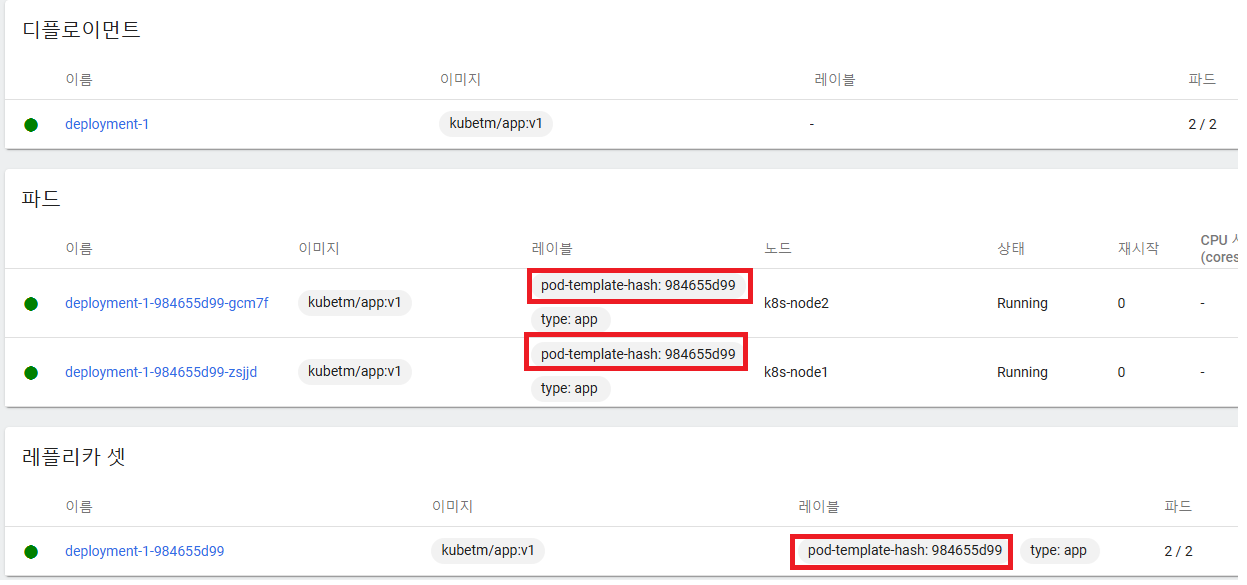 디플로이먼트
이름 이미지 레이블 파드
deployment-1 kubetm/app:v1 - 2 / 2
파드
이름 이미지 레이블 노드 상태 재시작 CPU (cores
deployment-1-984655d99-gcm7f kubetm/app:v1 pod-template-hash: 984655d99 k8s-node2 Running 0 -
type: app
deployment-1-984655d99-zsjjd kubetm/app:v1 pod-template-hash: 984655d99 k8s-node1 Running 0 -
type: app
레플리카 셋
이름 이미지 레이블 파드
deployment-1-984655d99 kubetm/app:v1 pod-template-hash: 984655d99 type: app 2 / 2